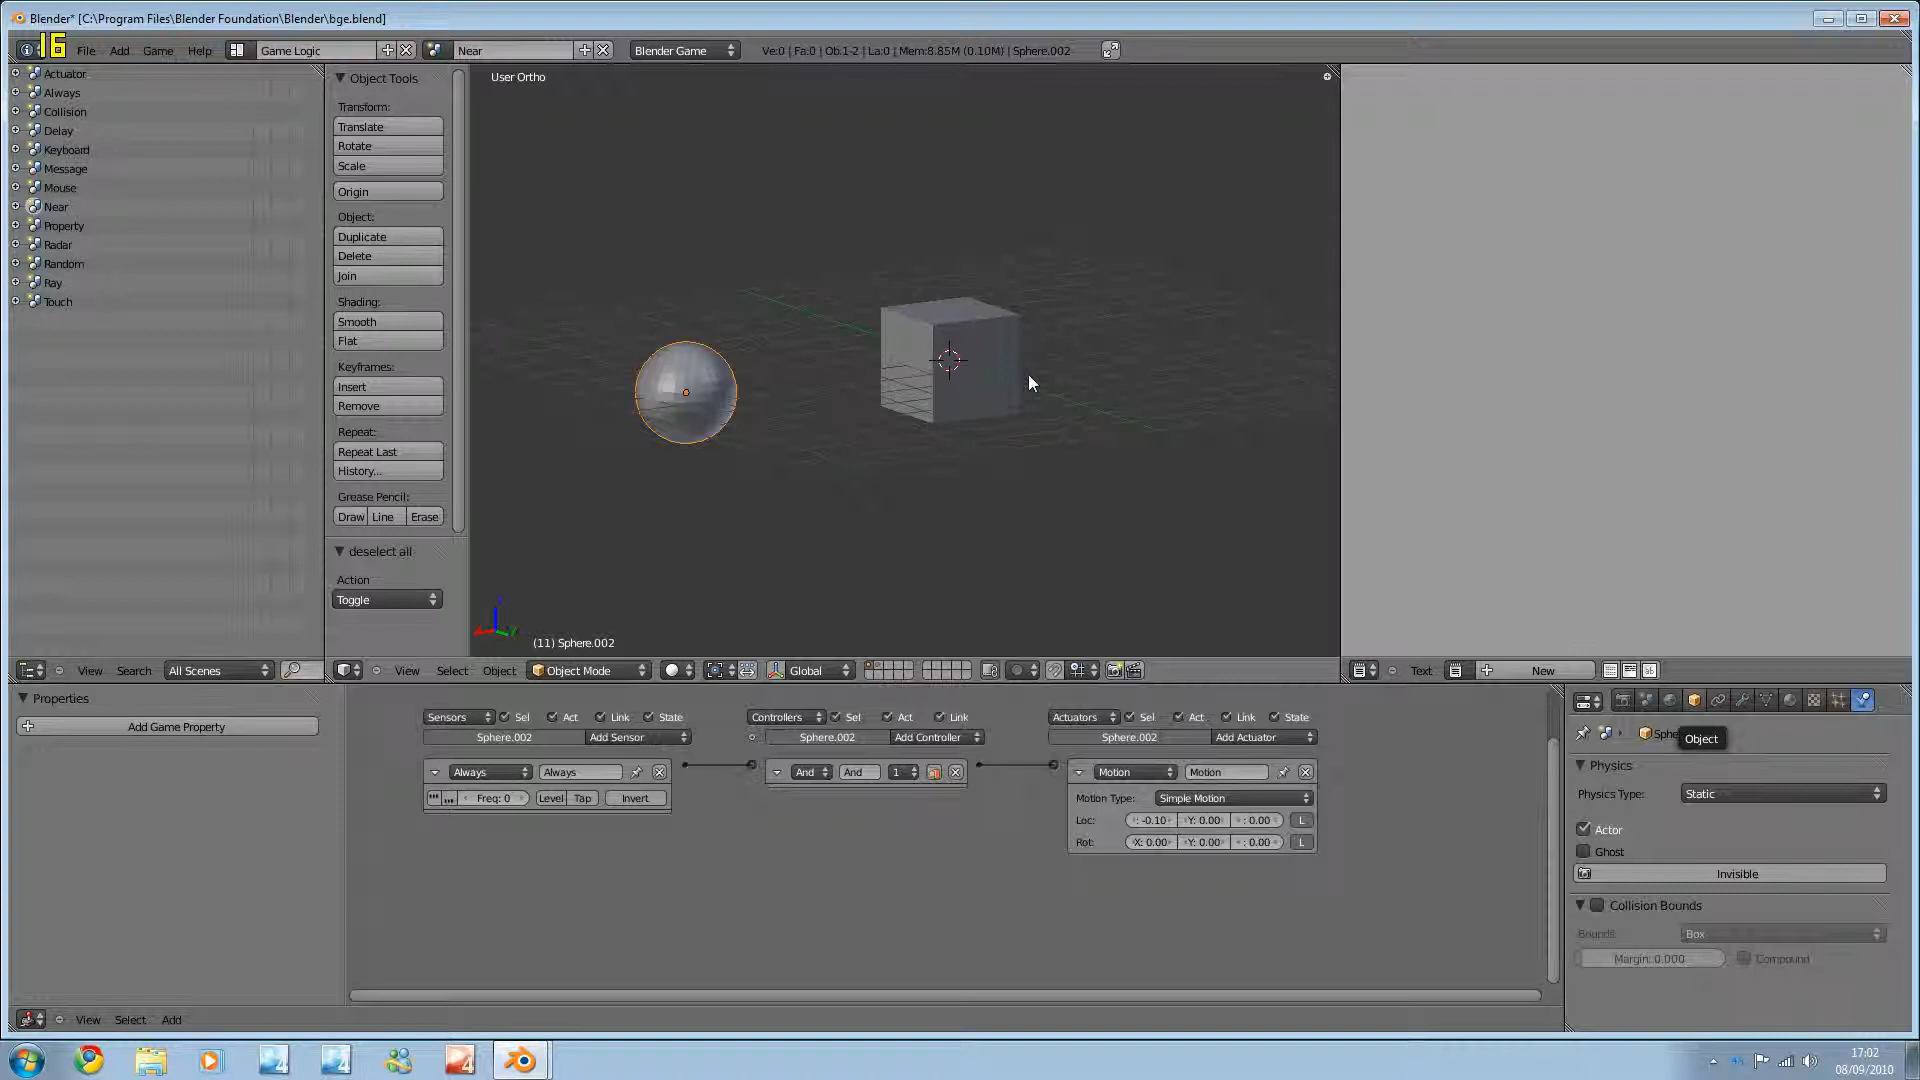 Blender* [C:\Program Files\Blender Foundation\Blender\bge.blend]
16
File Add Game Help Game Logic Near Blender Game Ve:0 | Fa:0 | Ob:1-2 | La:0 | Mem:8.85M (0.10M) | Sphere.002
Actuator
Always
Collision
Delay
Keyboard
Message
Mouse
Near
Property
Radar
Random
Ray
Touch
Object Tools
Transform:
Translate
Rotate
Scale
Origin
Object:
Duplicate
Delete
Join
Shading:
Smooth
Flat
Keyframes:
Insert
Remove
Repeat:
Repeat Last
History...
Grease Pencil:
Draw Line Erase
deselect all
Action
Toggle
User Ortho
(11) Sphere.002
View Search All Scenes
View Select Object Object Mode Global
Text New
Properties
Add Game Property
Sensors Sel Act Link State
Sphere.002 Add Sensor
Always Always
Freq: 0 Level Tap Invert
Controllers Sel Act Link
Sphere.002 Add Controller
And And 1
Actuators Sel Act Link State
Sphere.002 Add Actuator
Motion Motion
Motion Type: Simple Motion
Loc: : -0.10 Y: 0.00 : 0.00 L
Rot: X: 0.00 Y: 0.00 : 0.00 L
Sphe
Object
Physics
Physics Type: Static
Actor
Ghost
Invisible
Collision Bounds
Bounds: Box
Margin: 0.000 Compound
View Select Add
17:02
08/09/2010